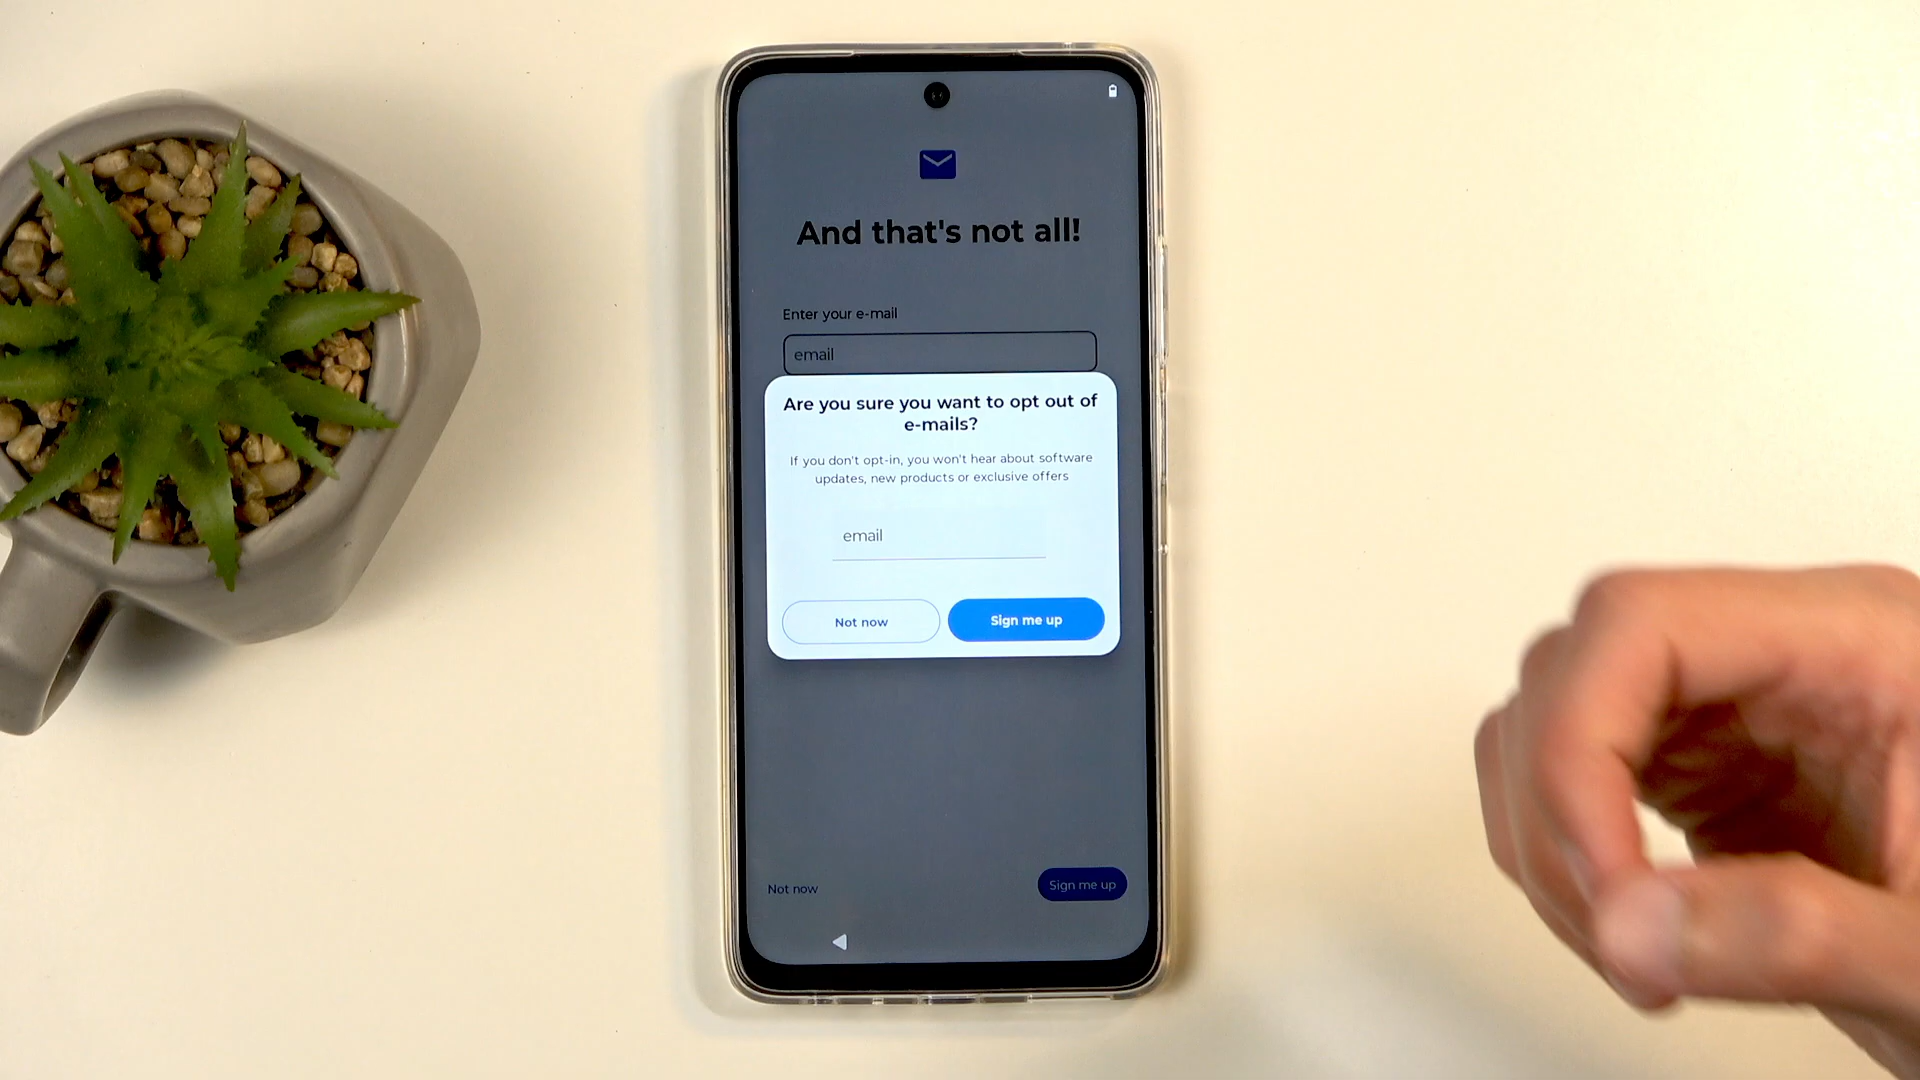 And that's not all!
Enter your e-mail
email
Are you sure you want to opt out of
e-mails?
If you don't opt-in, you won't hear about software
updates, new products or exclusive offers
email
Not now
Sign me up
Not now
Sign me up